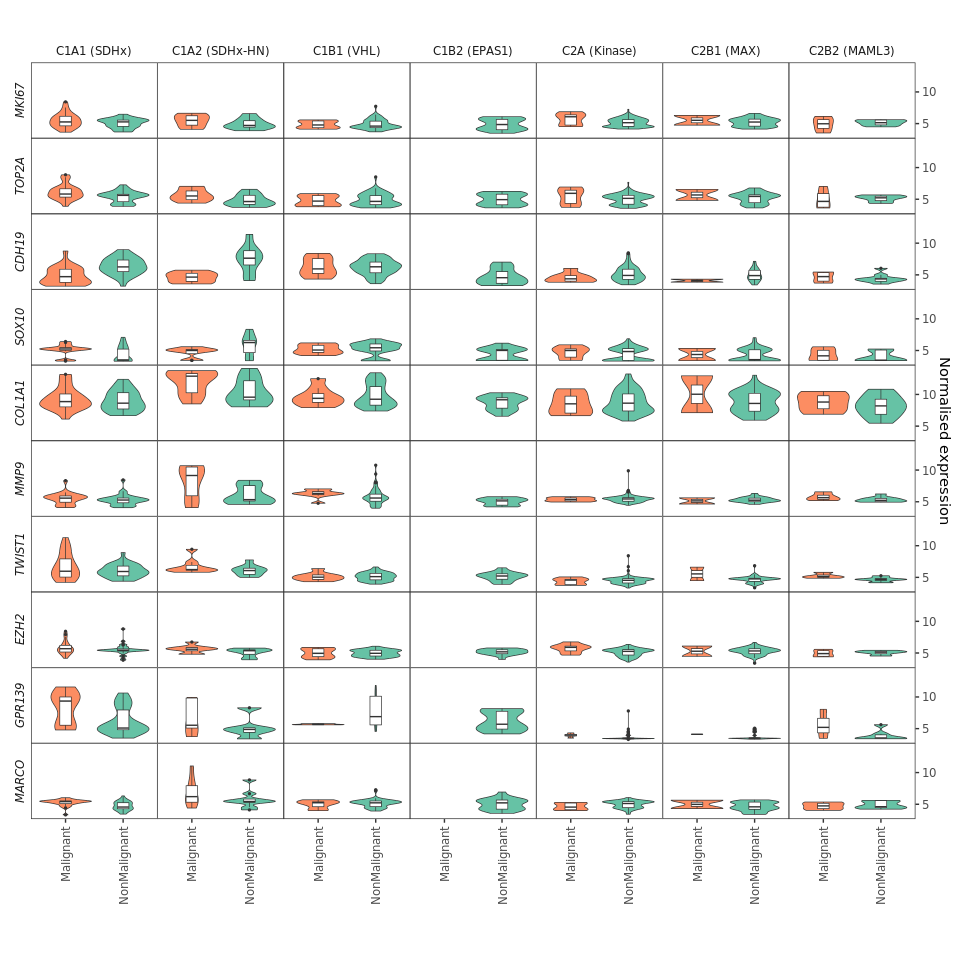 C1A1 (SDHx) C1A2 (SDHx-HN) C1B1 (VHL) C1B2 (EPAS1) C2A (Kinase) C2B1 (MAX) C2B2 (MAML3)
MKI67 10 5
TOP2A 10 5
CDH19 10 5
SOX10 10 5
COL1A1 10 5
MMP9 10 5
TWIST1 10 5
EZH2 10 5
GPR139 10 5
MARCO 10 5
Normalised expression
Malignant NonMalignant Malignant NonMalignant Malignant NonMalignant Malignant NonMalignant Malignant NonMalignant Malignant NonMalignant Malignant NonMalignant